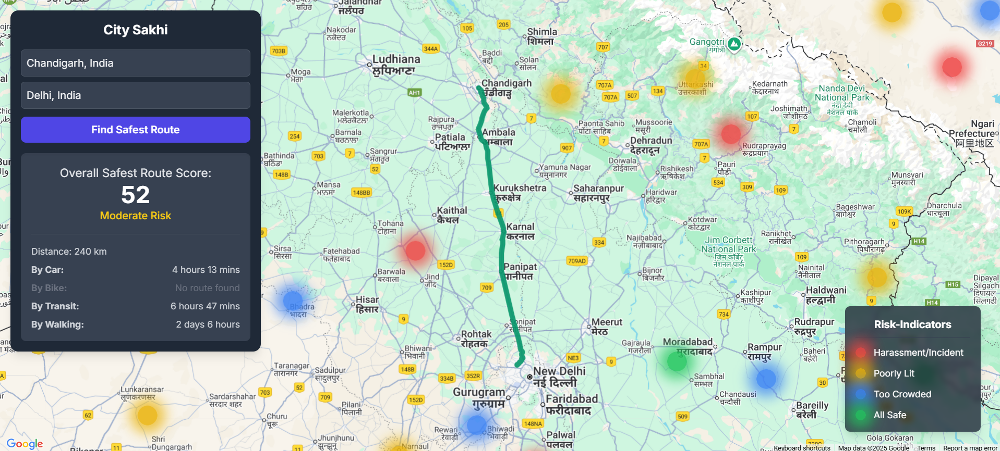 City Sakhi
Chandigarh, India
Delhi, India
Find Safest Route
Overall Safest Route Score:
52
Moderate Risk
Distance: 240 km
By Car: 4 hours 13 mins
By Bike: No route found
By Transit: 6 hours 47 mins
By Walking: 2 days 6 hours
Jalandhar
ਜਲੰਧਰ
Nakodar
ਨਕੋਦਰ
105
205
Shimla
शिमला
703B
344A
Baddi
बद्दी
Solan
सोलन
707
Gangotri
गंगोत्री
G219
Ludhiana
ਲੁਧਿਆਣਾ
Moga
ਮੋਗਾ
34
Chandigarh
ਚੰਡੀਗੜ੍ਹ
AH1
707A
707A
507
134
Uttarkashi
उत्तरकाशी
Kedarnath
केदारनाथ
Nanda Devi
National Park
नंदा देवी
नेशनल पार्क
Malerkotla
ਮਲੇਰਕੋਟਲਾ
Rajpura
ਰਾਜਪੁਰਾ
7
Joshimath
जोशीमठ
107
7
Chamoli
चमोली
Paonta Sahib
पोंटा साहिब
Mussoorie
मसूरी
Ngari
Prefecture
阿里地区
254
Barnala
ਬਰਨਾਲਾ
Patiala
ਪਟਿਆਲਾ
Ambala
अम्बाला
7
Dehradun
देहरादून
707A
7
Rudraprayag
रूद्रप्रयाग
907
Bathinda
ਬਠਿੰਡਾ
703
7
Sangrur
ਸੰਗਰੂਰ
52
148B
Yamuna Nagar
यमुनानगर
Doiwala
डोईवाला
Rishikesh
ऋषिकेश
Pauri
पौड़ी
Munsyari
मुनस्यारी
Mansa
ਮਾਨਸਾ
148BB
Kurukshetra
कुरुक्षेत्र
Saharanpur
सहारनपुर
Haridwar
हरिद्वार
534
309
109
Kaithal
कैथल
44
Bageshwar
बागेश्वर
109K
Dharchula
धारचूला
Tohana
टोहाना
Karnal
करनाल
Kotdwar
कोटद्वार
9
Ranikhet
रानीखेत
Pithoragarh
पिथौरागढ़
H14
Sirsa
सिरसा
Fatehabad
फतेहाबाद
334
Najibabad
नज़ीबाबाद
Jim Corbett
National Park
जिम कॉर्बेट
नेशनल पार्क
709AD
109
152D
Barwala
बरवाला
Jind
जींद
Panipat
पानीपत
Bijnor
बिजनौर
Nainital
नैनीताल
709
Kashipur
काशीपुर
Haldwani
हल्द्वानी
H15
Dipayal
Silgadhi
दिपायल
सिलगढी
9
H14
Bhadra
भादरा
Hisar
हिसार
9
734
Sonipat
सोनीपत
Meerut
मेरठ
Rudrapur
रुद्रपुर
Rohtak
रोहतक
Gajraula
गजरौला
Moradabad
मुरादाबाद
Rampur
रामपुर
Baheri
बहेरी
Bhiwani
भिवानी
NE3
9
Taranagar
तारानगर
Sadulpur
सादुलपुर
148B
334B
352R
New Delhi
नई दिल्ली
Sambhal
सम्भल
30
Lunkaransar
लूणकरणसर
Sardarshahar
सरदार शहर
703
52
709
Pilani
पिलानी
152D
Gurugram
गुरुग्राम
Faridabad
फरीदाबाद
Chandausi
चन्दौसी
Bareilly
बरेली
62
Churu
चूरू
509
148NA
Rewari
रेवाड़ी
Bhiwadi
भिवाड़ी
Palwal
पलवल
Shri
Dungargarh
11
Jhunjhunu
झुन्झुनू
11
Narnaul
Gola Gokaran
Risk-Indicators
Harassment/Incident
Poorly Lit
Too Crowded
All Safe
Google
Keyboard shortcuts
Map data ©2025 Google
Terms
Report a map error